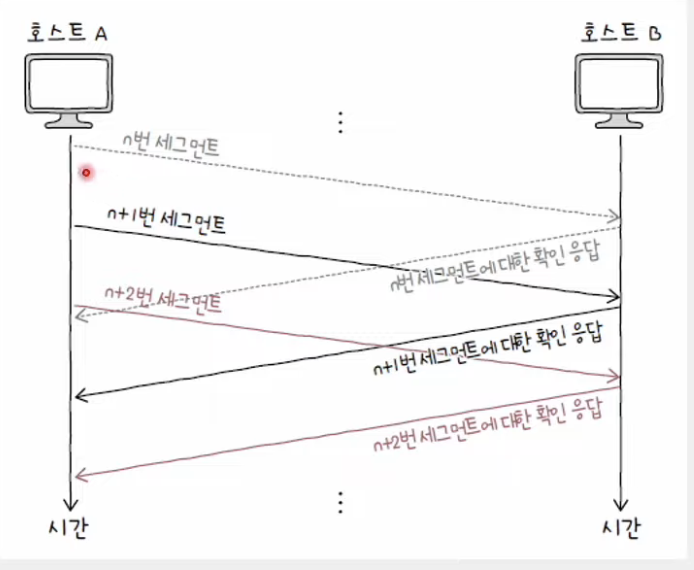 호스트 A
호스트 B
n번 세그먼트
n+1번 세그먼트
n번 세그먼트에 대한 확인 응답
n+2번 세그먼트
n+1번 세그먼트에 대한 확인 응답
n+2번 세그먼트에 대한 확인 응답
시간
시간